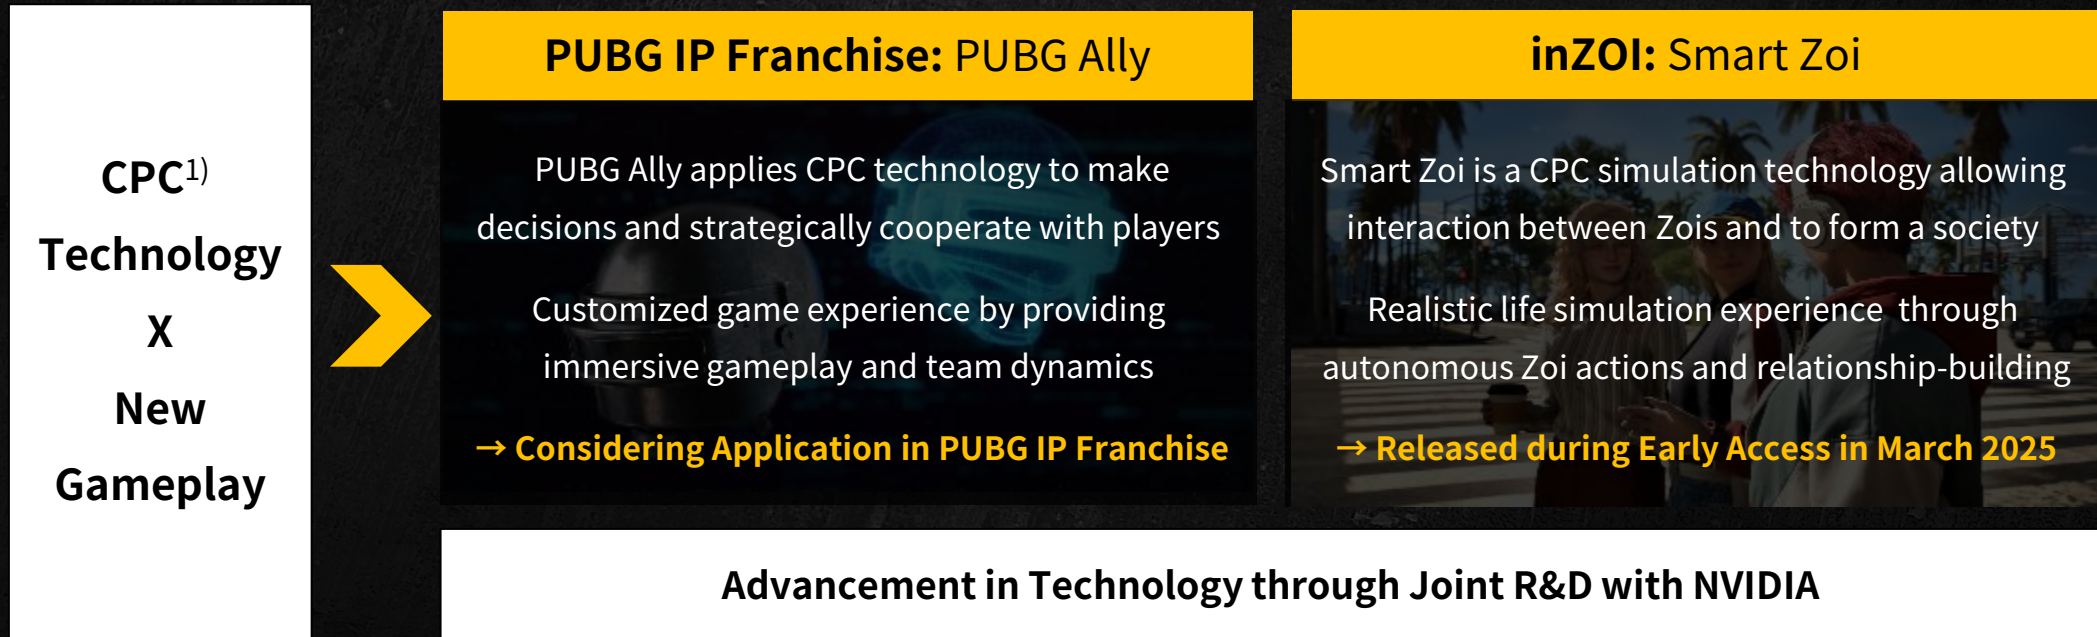 CPC1)
Technology
X
New
Gameplay
PUBG IP Franchise: PUBG Ally
PUBG Ally applies CPC technology to make
decisions and strategically cooperate with players
Customized game experience by providing
immersive gameplay and team dynamics
→ Considering Application in PUBG IP Franchise
inZOI: Smart Zoi
Smart Zoi is a CPC simulation technology allowing
interaction between Zois and to form a society
Realistic life simulation experience through
autonomous Zoi actions and relationship-building
→ Released during Early Access in March 2025
Advancement in Technology through Joint R&D with NVIDIA